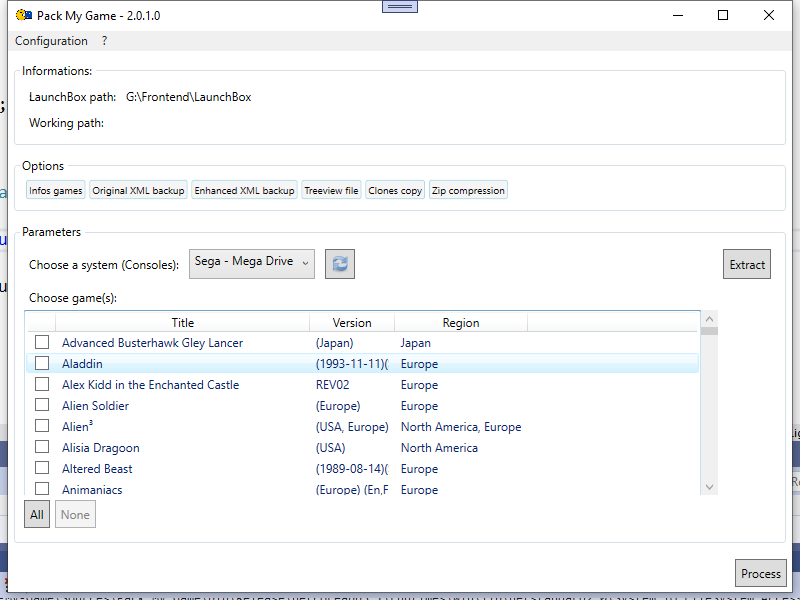 Pack My Game - 2.0.1.0
Configuration ?
Informations:
LaunchBox path: G:\Frontend\LaunchBox
Working path:
Options
Infos games Original XML backup Enhanced XML backup Treeview file Clones copy Zip compression
Parameters
Choose a system (Consoles): Sega - Mega Drive Extract
Choose game(s):
Title Version Region
Advanced Busterhawk Gley Lancer (Japan) Japan
Aladdin (1993-11-11)( Europe
Alex Kidd in the Enchanted Castle REV02 Europe
Alien Soldier (Europe) Europe
Alien³ (USA, Europe) North America, Europe
Alisia Dragoon (USA) North America
Altered Beast (1989-08-14)( Europe
Animaniacs (Europe) (En,F Europe
All None
Process